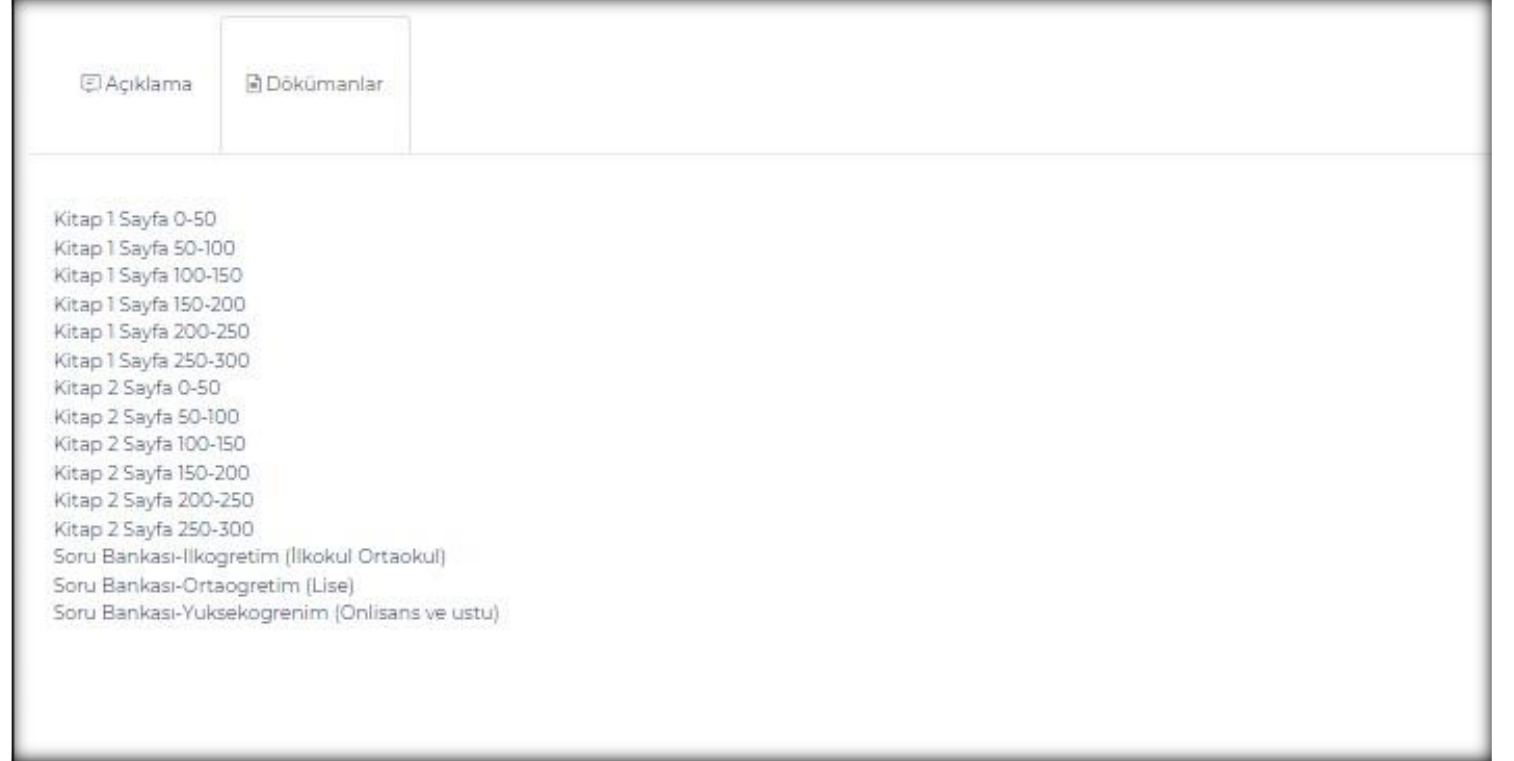 Açıklama Dökümanlar
Kitap 1 Sayfa 0-50
Kitap 1 Sayfa 50-100
Kitap 1 Sayfa 100-150
Kitap 1 Sayfa 150-200
Kitap 1 Sayfa 200-250
Kitap 1 Sayfa 250-300
Kitap 2 Sayfa 0-50
Kitap 2 Sayfa 50-100
Kitap 2 Sayfa 100-150
Kitap 2 Sayfa 150-200
Kitap 2 Sayfa 200-250
Kitap 2 Sayfa 250-300
Soru Bankası-Ilkogretim (İlkokul Ortaokul)
Soru Bankası-Ortaogretim (Lise)
Soru Bankası-Yuksekogrenim (Onlisans ve ustu)